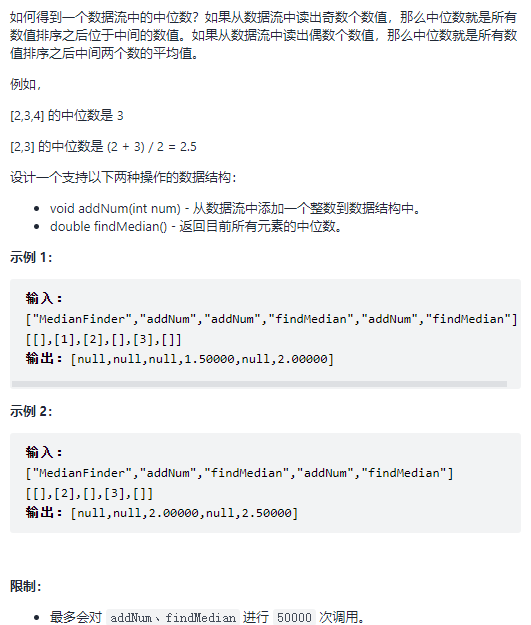 如何得到一个数据流中的中位数？如果从数据流中读出奇数个数值，那么中位数就是所有
数值排序之后位于中间的数值。如果从数据流中读出偶数个数值，那么中位数就是所有数
值排序之后中间两个数的平均值。
例如，
[2,3,4] 的中位数是 3
[2,3] 的中位数是 (2 + 3) / 2 = 2.5
设计一个支持以下两种操作的数据结构：
• void addNum(int num) - 从数据流中添加一个整数到数据结构中。
• double findMedian() - 返回目前所有元素的中位数。
示例 1：
输入：
["MedianFinder","addNum","addNum","findMedian","addNum","findMedian"]
[[],[1],[2],[],[3],[]]
输出：[null,null,null,1.50000,null,2.00000]
示例 2：
输入：
["MedianFinder","addNum","findMedian","addNum","findMedian"]
[[],[2],[],[3],[]]
输出：[null,null,2.00000,null,2.50000]
限制：
• 最多会对 addNum、findMedian 进行 50000 次调用。